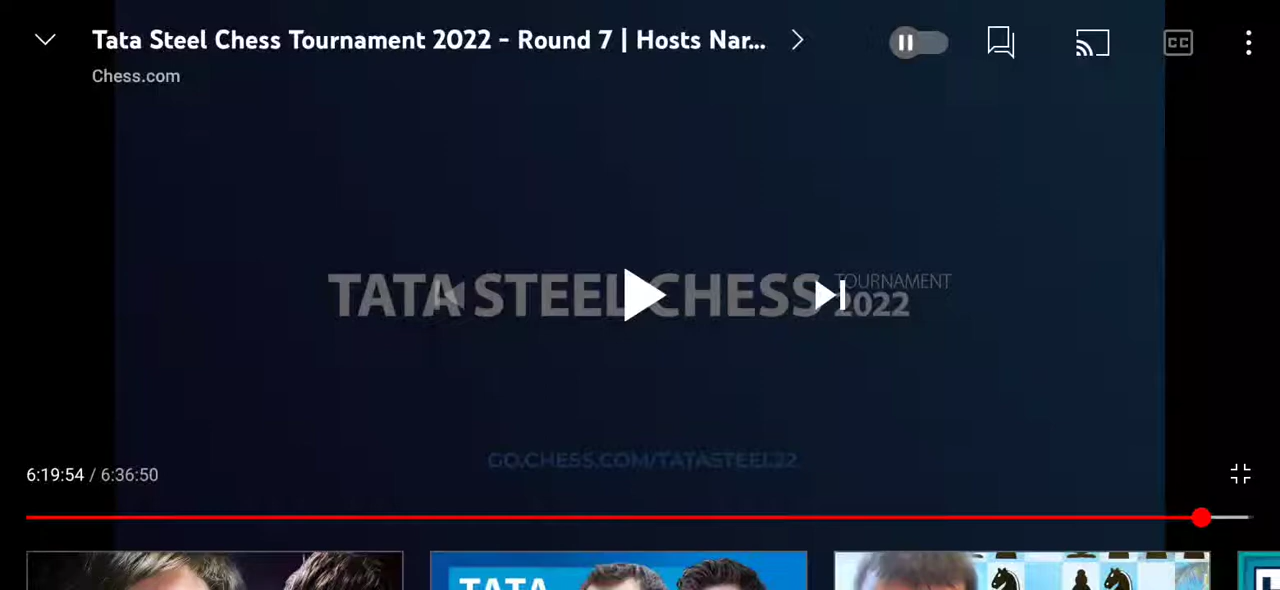 Tata Steel Chess Tournament 2022 - Round 7 | Hosts Nar...
Chess.com
CC
TATA STEEL CHESS TOURNAMENT 2022
GO.CHESS.COM/TATASTEEL22
6:19:54 / 6:36:50
TATA